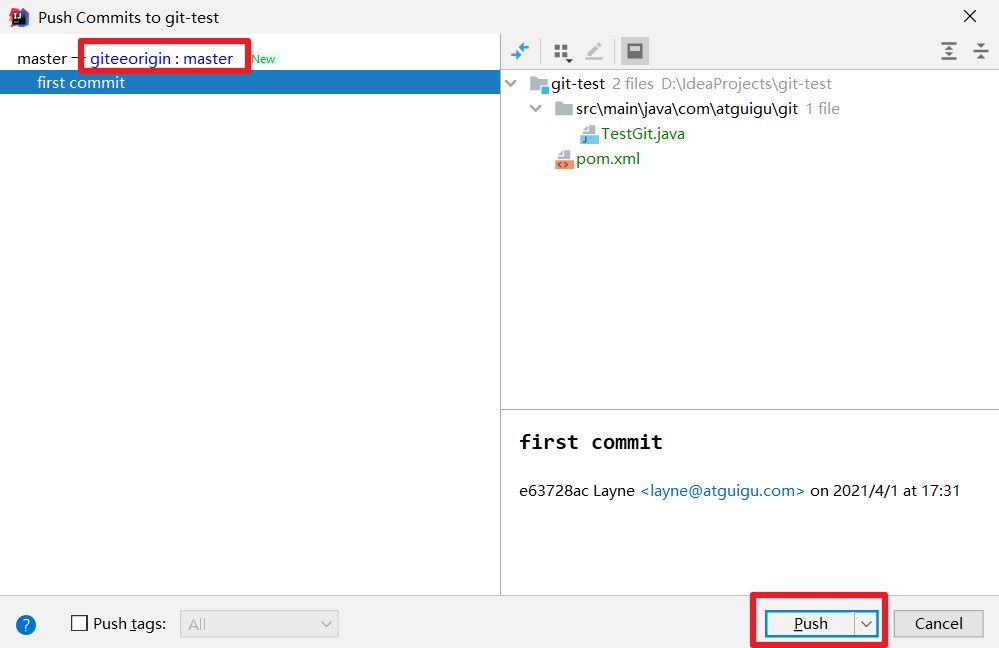 Push Commits to git-test
master → giteeorigin : master New
first commit
git-test 2 files D:\IdeaProjects\git-test
src\main\java\com\atguigu\git 1 file
TestGit.java
pom.xml
first commit
e63728ac Layne <layne@atguigu.com> on 2021/4/1 at 17:31
? Push tags: All
Push
Cancel